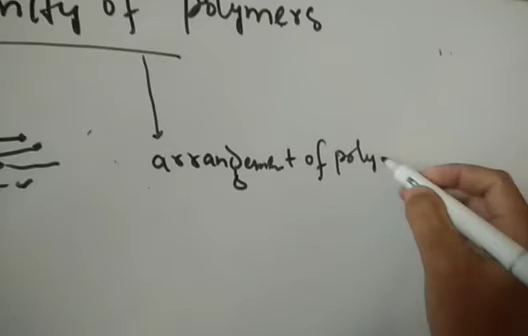 nity of polymers
arrangement of poly